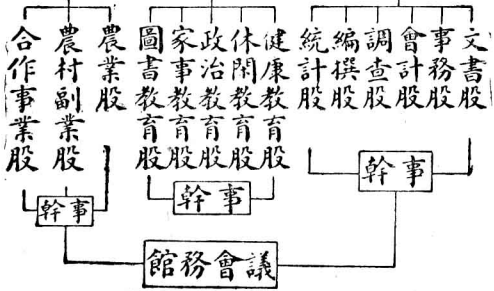 文書股
事務股
會計股
調查股
編撰股
統計股
健康教育股
休閑教育股
政治教育股
家事教育股
圖書教育股
農業股
農村副業股
合作事業股
幹事
幹事
幹事
館務會議